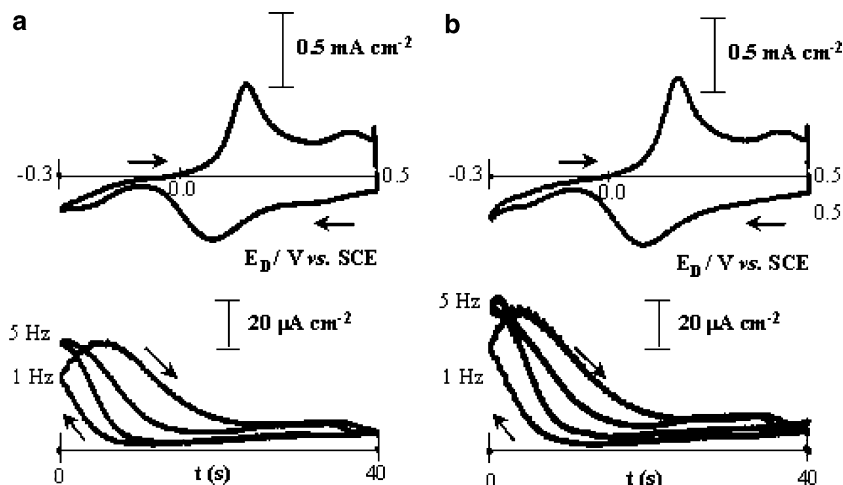 a
0.5 mA cm-2
-0.3
0.0
0.5
E_D / V vs. SCE
20 µA cm-2
5 Hz
1 Hz
0
t (s)
40
b
0.5 mA cm-2
-0.3
0.0
0.5
0.5
E_D / V vs. SCE
20 µA cm-2
5 Hz
1 Hz
0
t (s)
40